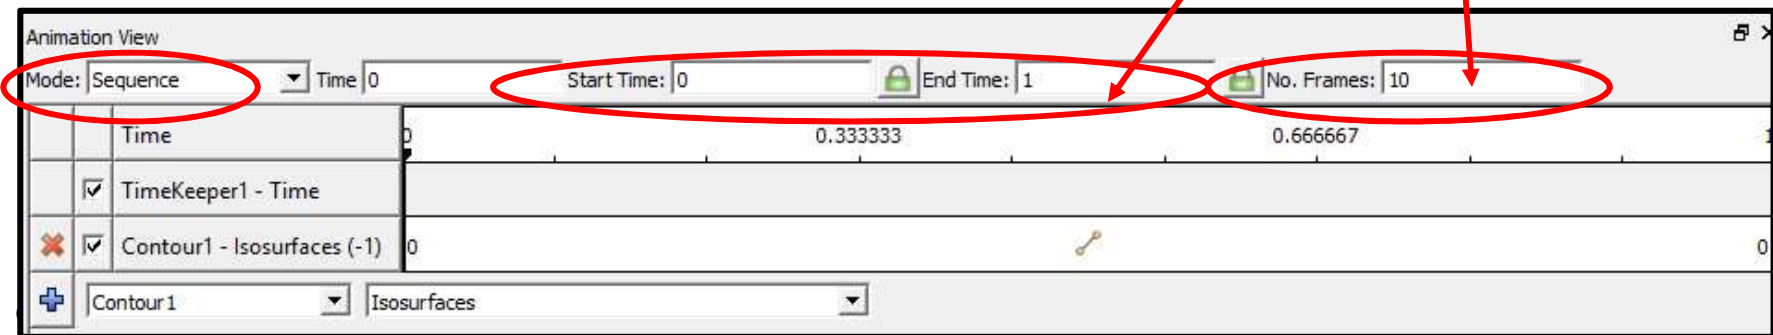 Animation View
Mode: Sequence Time 0 Start Time: 0 End Time: 1 No. Frames: 10
Time 0 0.333333 0.666667 1
TimeKeeper1 - Time
Contour1 - Isosurfaces (-1) 0 0
Contour1 Isosurfaces